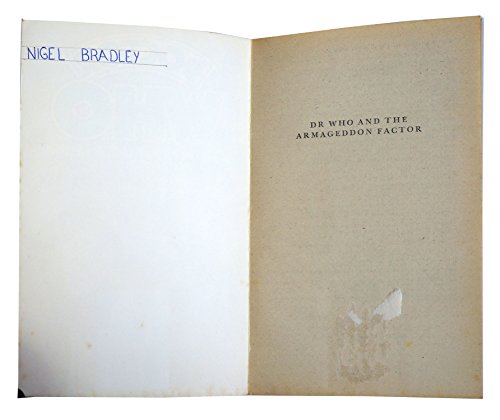 NIGEL BRADLEY
DR WHO AND THE
ARMAGEDDON FACTOR